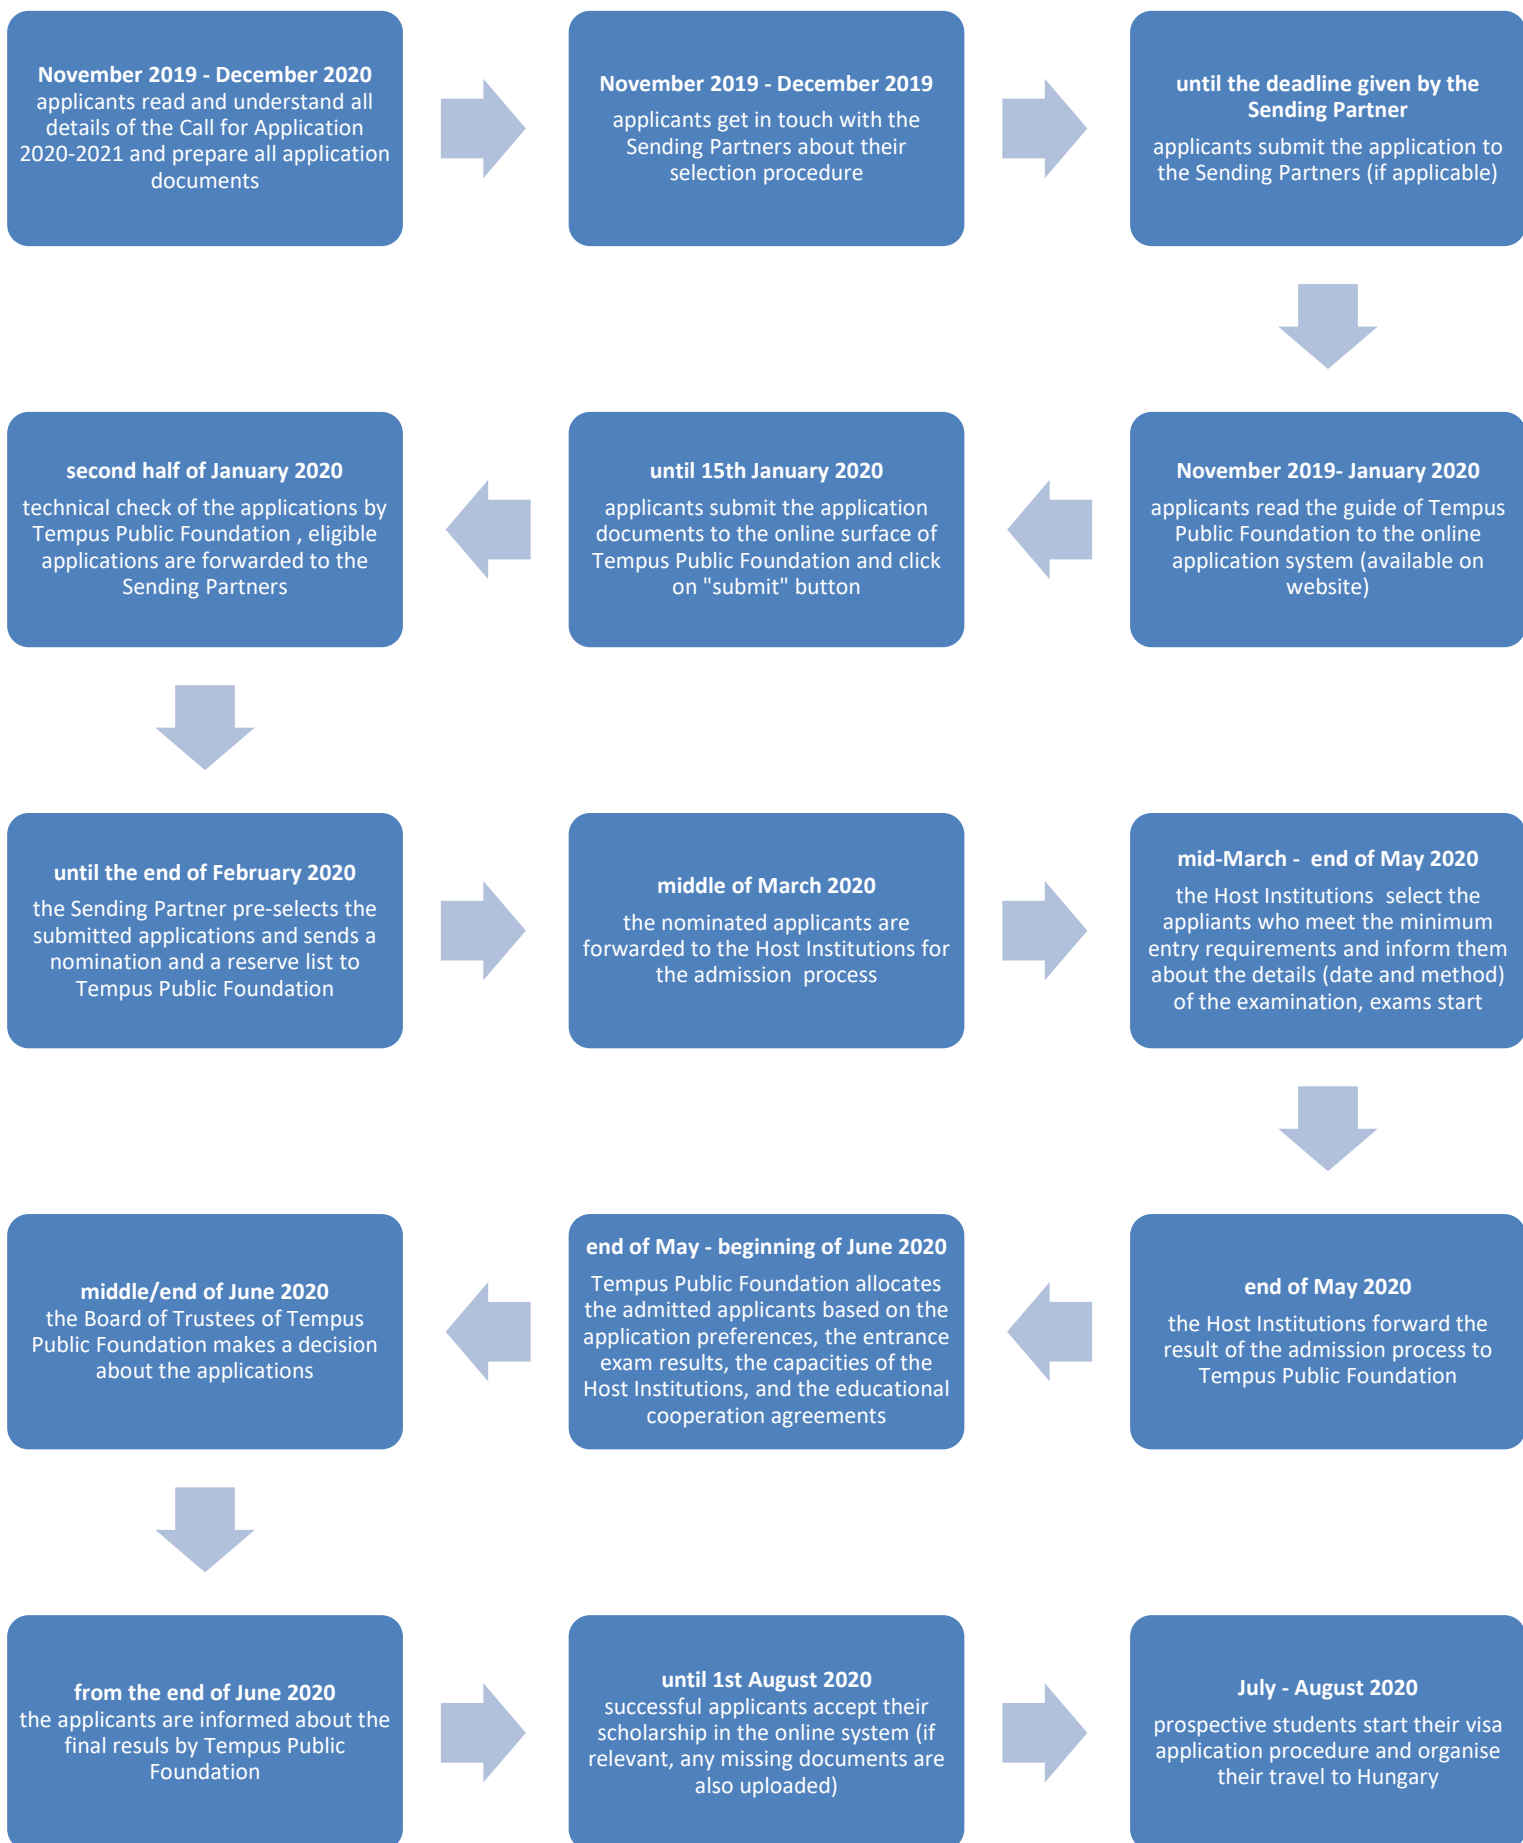 November 2019 - December 2020
applicants read and understand all
details of the Call for Application
2020-2021 and prepare all application
documents
November 2019 - December 2019
applicants get in touch with the
Sending Partners about their
selection procedure
until the deadline given by the
Sending Partner
applicants submit the application to
the Sending Partners (if applicable)
November 2019- January 2020
applicants read the guide of Tempus
Public Foundation to the online
application system (available on
website)
until 15th January 2020
applicants submit the application
documents to the online surface of
Tempus Public Foundation and click
on "submit" button
second half of January 2020
technical check of the applications by
Tempus Public Foundation , eligible
applications are forwarded to the
Sending Partners
until the end of February 2020
the Sending Partner pre-selects the
submitted applications and sends a
nomination and a reserve list to
Tempus Public Foundation
middle of March 2020
the nominated applicants are
forwarded to the Host Institutions for
the admission  process
mid-March -  end of May 2020
the Host Institutions  select the
appliants who meet the minimum
entry requirements and inform them
about the details (date and method)
of the examination, exams start
end of May 2020
the Host Institutions forward the
result of the admission process to
Tempus Public Foundation
end of May - beginning of June 2020
Tempus Public Foundation allocates
the admitted applicants based on the
application preferences, the entrance
exam results, the capacities of the
Host Institutions, and the educational
cooperation agreements
middle/end of June 2020
the Board of Trustees of Tempus
Public Foundation makes a decision
about the applications
from the end of June 2020
the applicants are informed about the
final resuls by Tempus Public
Foundation
until 1st August 2020
successful applicants accept their
scholarship in the online system (if
relevant, any missing documents are
also uploaded)
July - August 2020
prospective students start their visa
application procedure and organise
their travel to Hungary